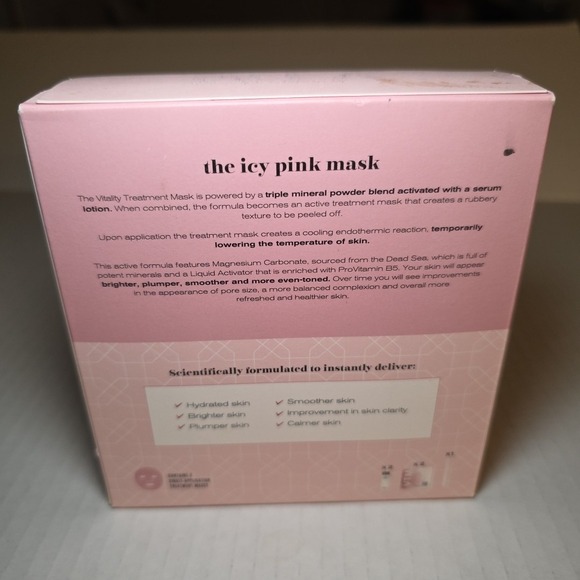 the icy pink mask
The Vitality Treatment Mask is powered by a triple mineral powder blend activated with a serum
lotion. When combined, the formula becomes an active treatment mask that creates a rubbery
texture to be peeled off.
Upon application the treatment mask creates a cooling endothermic reaction, temporarily
lowering the temperature of skin.
This active formula features Magnesium Carbonate, sourced from the Dead Sea, which is full of
potent minerals and a Liquid Activator that is enriched with ProVitamin B5. Your skin will appear
brighter, plumper, smoother and more even-toned. Over time you will see improvements
in the appearance of pore size, a more balanced complexion and overall more
refreshed and healthier skin.
Scientifically formulated to instantly deliver:
✓ Hydrated skin ✓ Smoother skin
✓ Brighter skin ✓ Improvement in skin clarity
✓ Plumper skin ✓ Calmer skin